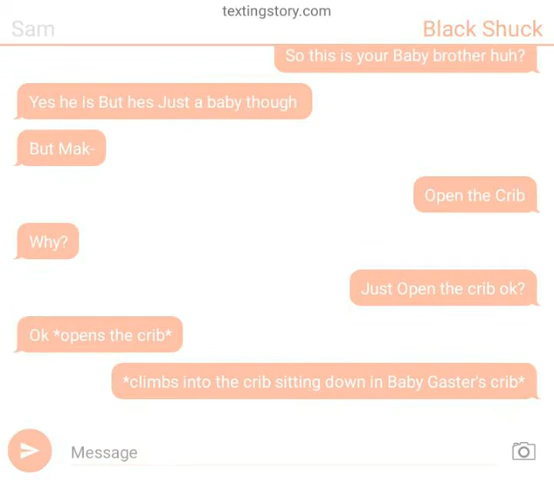 textingstory.com
Sam
Black Shuck
So this is your Baby brother huh?
Yes he is But hes Just a baby though
But Mak-
Open the Crib
Why?
Just Open the crib ok?
Ok *opens the crib*
*climbs into the crib sitting down in Baby Gaster's crib*
Message